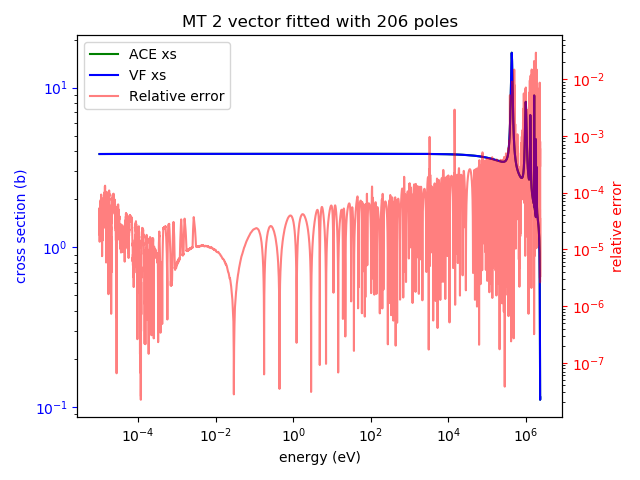 MT 2 vector fitted with 206 poles
ACE xs
VF xs
Relative error
cross section (b)
10¹
10⁰
10⁻¹
relative error
10⁻²
10⁻³
10⁻⁴
10⁻⁵
10⁻⁶
10⁻⁷
10⁻⁴ 10⁻² 10⁰ 10² 10⁴ 10⁶
energy (eV)